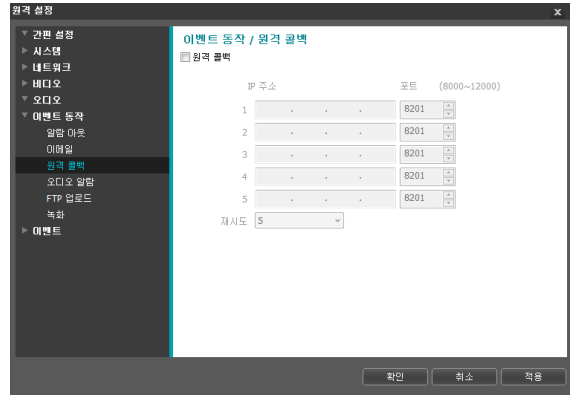 원격 설정
x
간편 설정
시스템
네트워크
비디오
오디오
이벤트 동작
알람 아웃
이메일
원격 콜백
오디오 알람
FTP 업로드
녹화
이벤트
이벤트 동작 / 원격 콜백
원격 콜백
IP 주소 포트 (8000~12000)
1 . . . 8201
2 . . . 8201
3 . . . 8201
4 . . . 8201
5 . . . 8201
재시도 5
확인 취소 적용